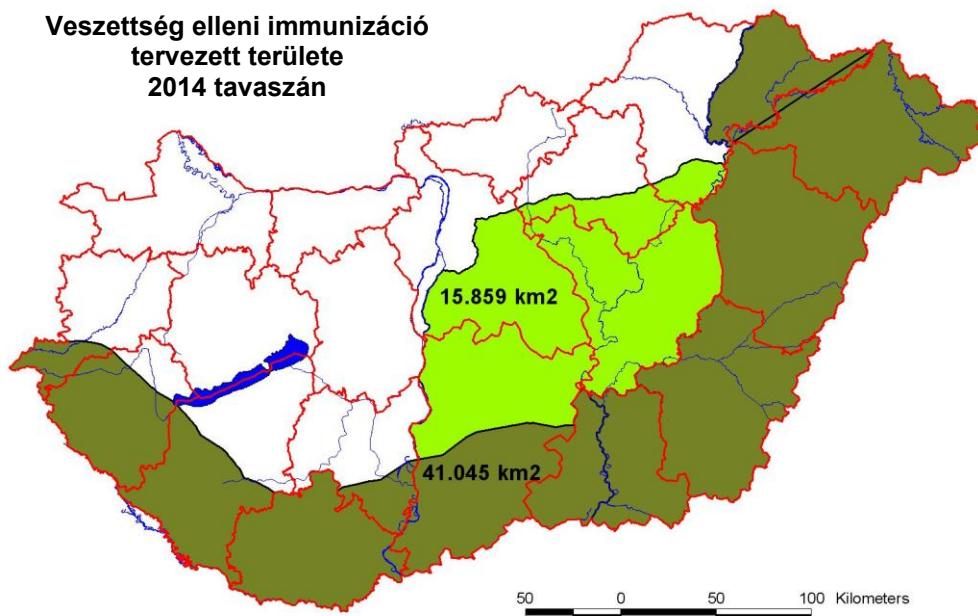 Veszettség elleni immunizáció
tervezett területe
2014 tavaszán
15.859 km2
41.045 km2
50 0 50 100 Kilometers